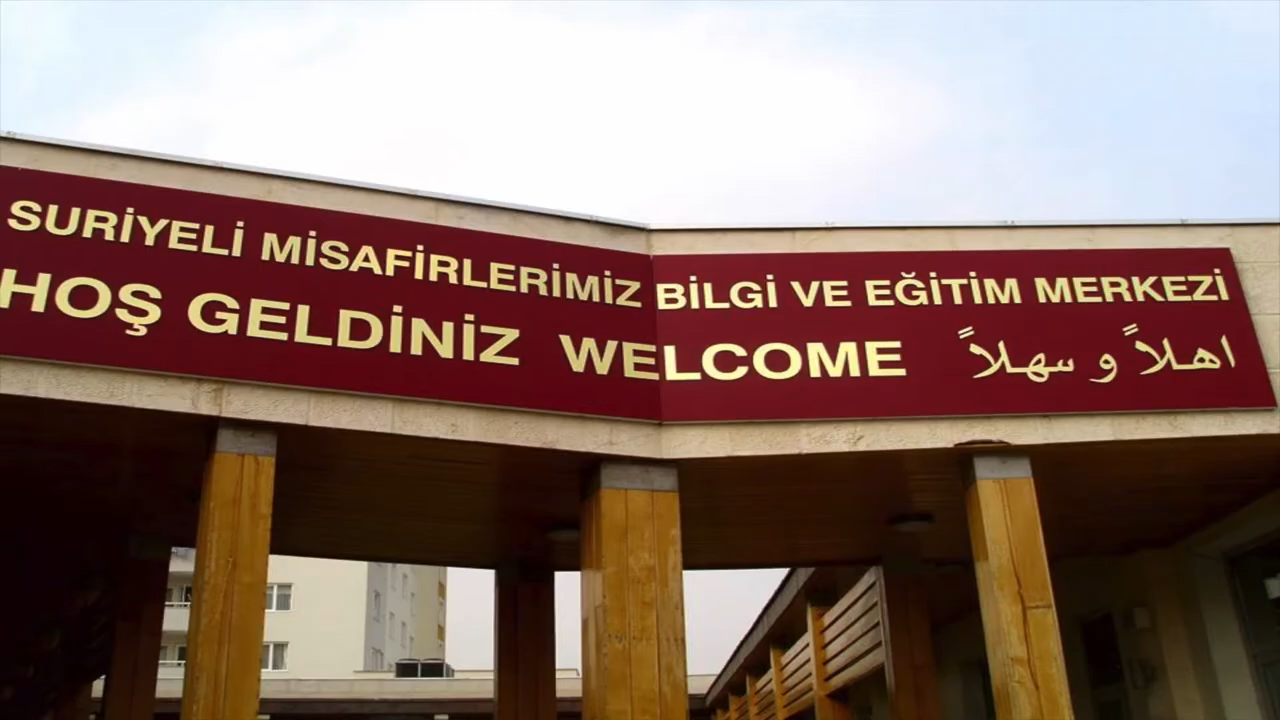 SURİYELİ MİSAFİRLERİMİZ BİLGİ VE EĞİTİM MERKEZİ
HOŞ GELDİNİZ WELCOME اهلاً و سهلاً